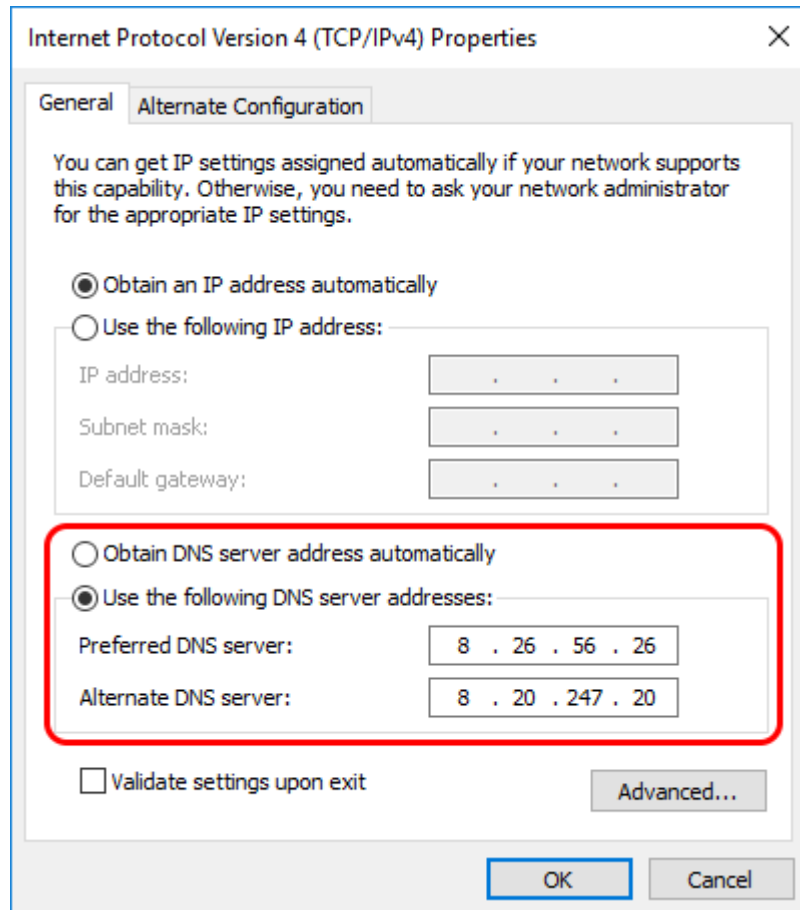 Internet Protocol Version 4 (TCP/IPv4) Properties
General
Alternate Configuration
You can get IP settings assigned automatically if your network supports
this capability. Otherwise, you need to ask your network administrator
for the appropriate IP settings.
Obtain an IP address automatically
Use the following IP address:
IP address: . . .
Subnet mask: . . .
Default gateway: . . .
Obtain DNS server address automatically
Use the following DNS server addresses:
Preferred DNS server: 8 . 26 . 56 . 26
Alternate DNS server: 8 . 20 . 247 . 20
Validate settings upon exit
Advanced...
OK Cancel